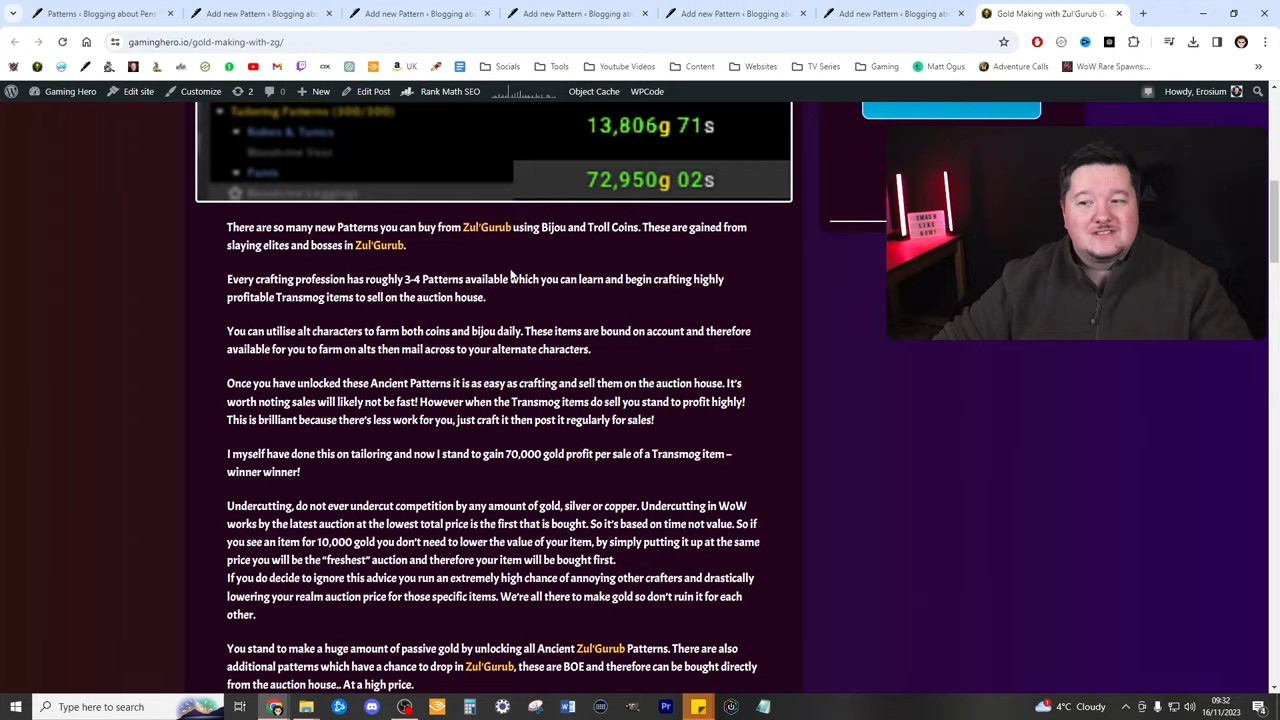 Patterns ‹ Blogging about Pens
Add new Pattern ‹ Blogging ab
Add new Pattern ‹ Blogging ab
Add new Pattern ‹ Blogging ab
Add new Pattern ‹ Blogging ab
Add new Pattern ‹ Blogging ab
Gold Making with Zul'Gurub G
gaminghero.io/gold-making-with-zg/
UK
Socials
Tools
Youtube Videos
Content
Websites
TV Series
Gaming
Matt Ogus
Adventure Calls
WoW Rare Spawns:...
Gaming Hero
Edit site
Customize
2
0
New
Edit Post
Rank Math SEO
Object Cache
WPCode
Howdy, Erosium
Tailoring Patterns (300/300)
Robes & Tunics
Bloodvine Vest
Pants
Bloodvine Leggings
13,806g 71s
72,950g 02s
There are so many new Patterns you can buy from Zul'Gurub using Bijou and Troll Coins. These are gained from
slaying elites and bosses in Zul'Gurub.
Every crafting profession has roughly 3-4 Patterns available which you can learn and begin crafting highly
profitable Transmog items to sell on the auction house.
You can utilise alt characters to farm both coins and bijou daily. These items are bound on account and therefore
available for you to farm on alts then mail across to your alternate characters.
Once you have unlocked these Ancient Patterns it is as easy as crafting and sell them on the auction house. It's
worth noting sales will likely not be fast! However when the Transmog items do sell you stand to profit highly!
This is brilliant because there's less work for you, just craft it then post it regularly for sales!
I myself have done this on tailoring and now I stand to gain 70,000 gold profit per sale of a Transmog item –
winner winner!
Undercutting, do not ever undercut competition by any amount of gold, silver or copper. Undercutting in WoW
works by the latest auction at the lowest total price is the first that is bought. So it's based on time not value. So if
you see an item for 10,000 gold you don't need to lower the value of your item, by simply putting it up at the same
price you will be the "freshest" auction and therefore your item will be bought first.
If you do decide to ignore this advice you run an extremely high chance of annoying other crafters and drastically
lowering your realm auction price for those specific items. We're all there to make gold so don't ruin it for each
other.
You stand to make a huge amount of passive gold by unlocking all Ancient Zul'Gurub Patterns. There are also
additional patterns which have a chance to drop in Zul'Gurub, these are BOE and therefore can be bought directly
from the auction house.. At a high price.
SMASH
LIKE
NOW!
Type here to search
4°C Cloudy
09:32
16/11/2023